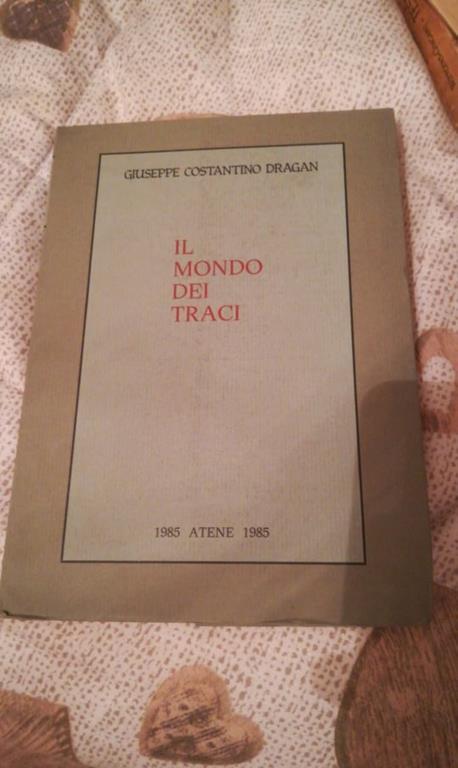 GIUSEPPE COSTANTINO DRAGAN
IL
MONDO
DEI
TRACI
1985 ATENE 1985